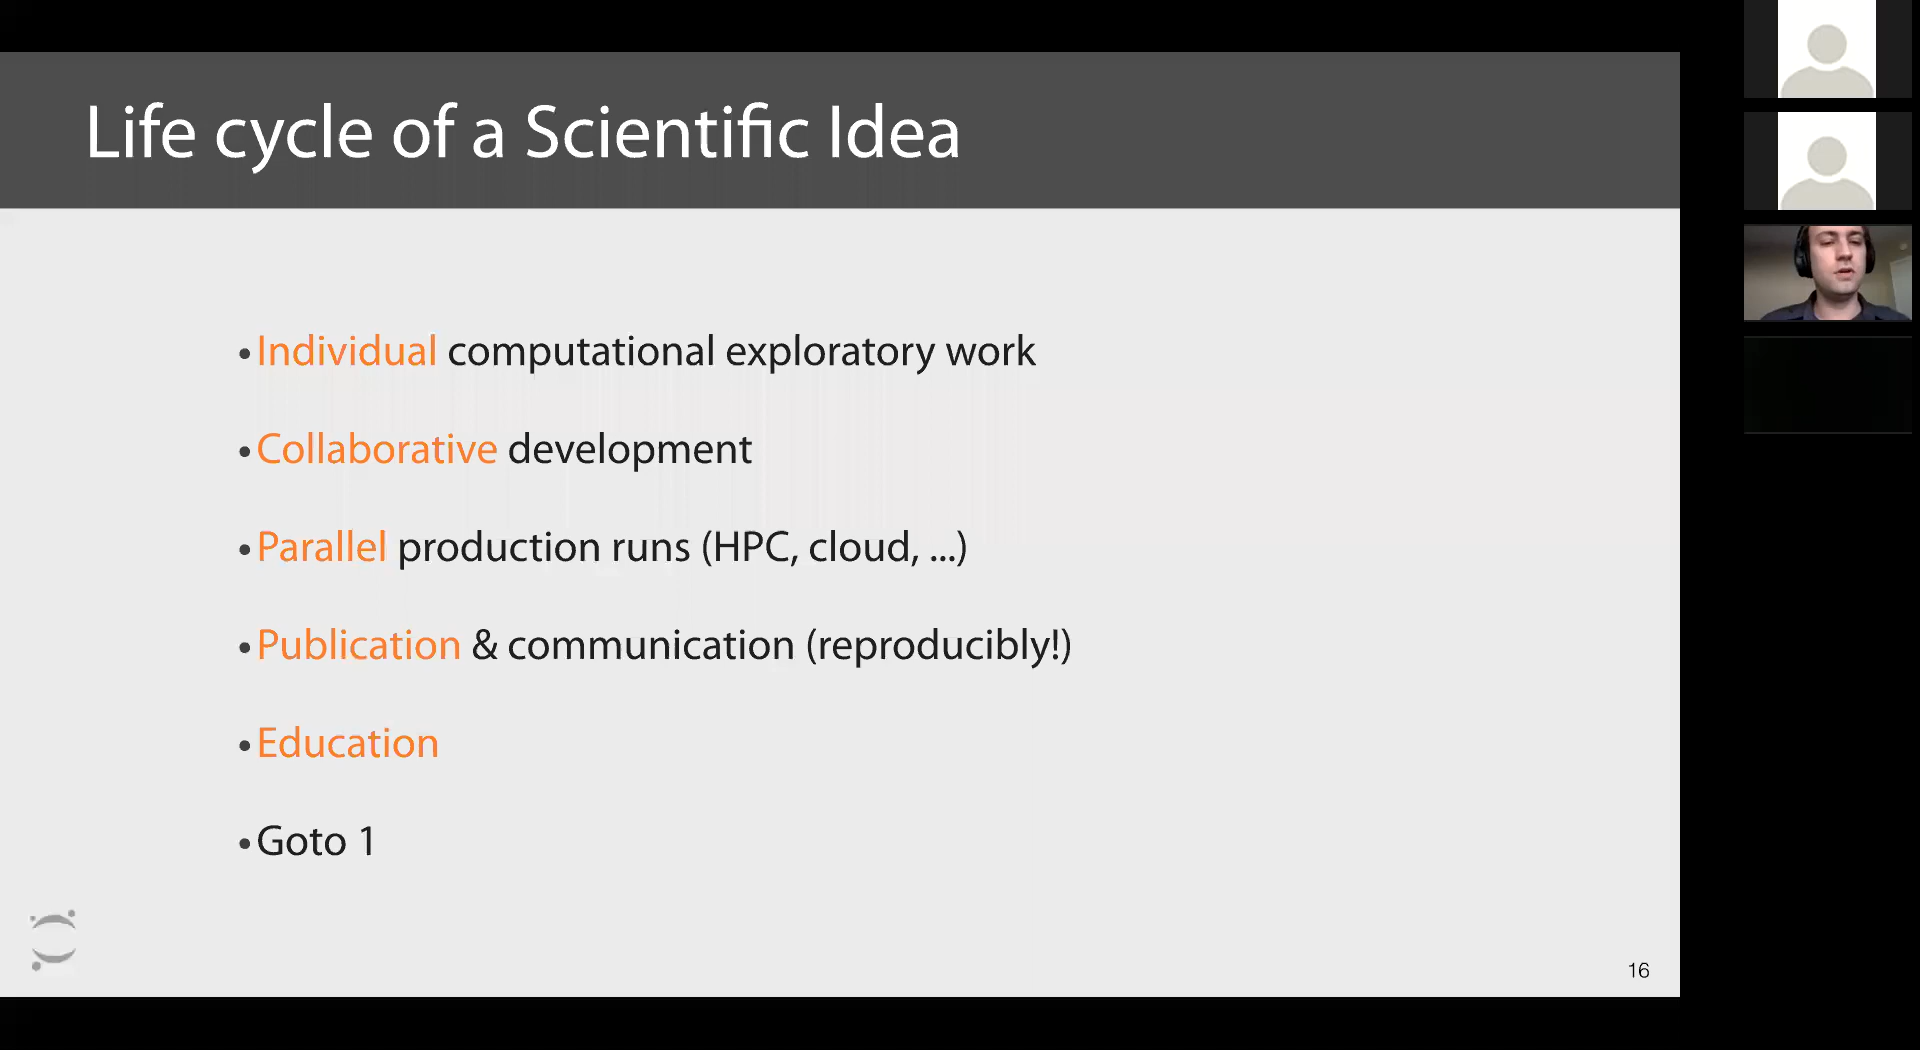 Life cycle of a Scientific Idea
•Individual computational exploratory work
•Collaborative development
•Parallel production runs (HPC, cloud, ...)
•Publication & communication (reproducibly!)
•Education
•Goto 1
16